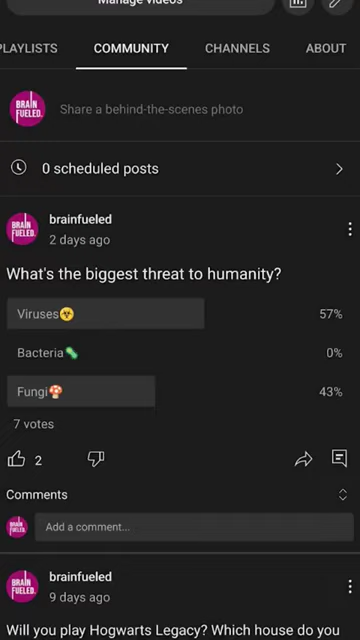 Manage videos
PLAYLISTS COMMUNITY CHANNELS ABOUT
BRAIN FUELED. Share a behind-the-scenes photo
0 scheduled posts
BRAIN FUELED. brainfueled
2 days ago
What's the biggest threat to humanity?
Viruses☣️ 57%
Bacteria🦠 0%
Fungi🍄 43%
7 votes
2
Comments
BRAIN FUELED. Add a comment...
BRAIN FUELED. brainfueled
9 days ago
Will you play Hogwarts Legacy? Which house do you